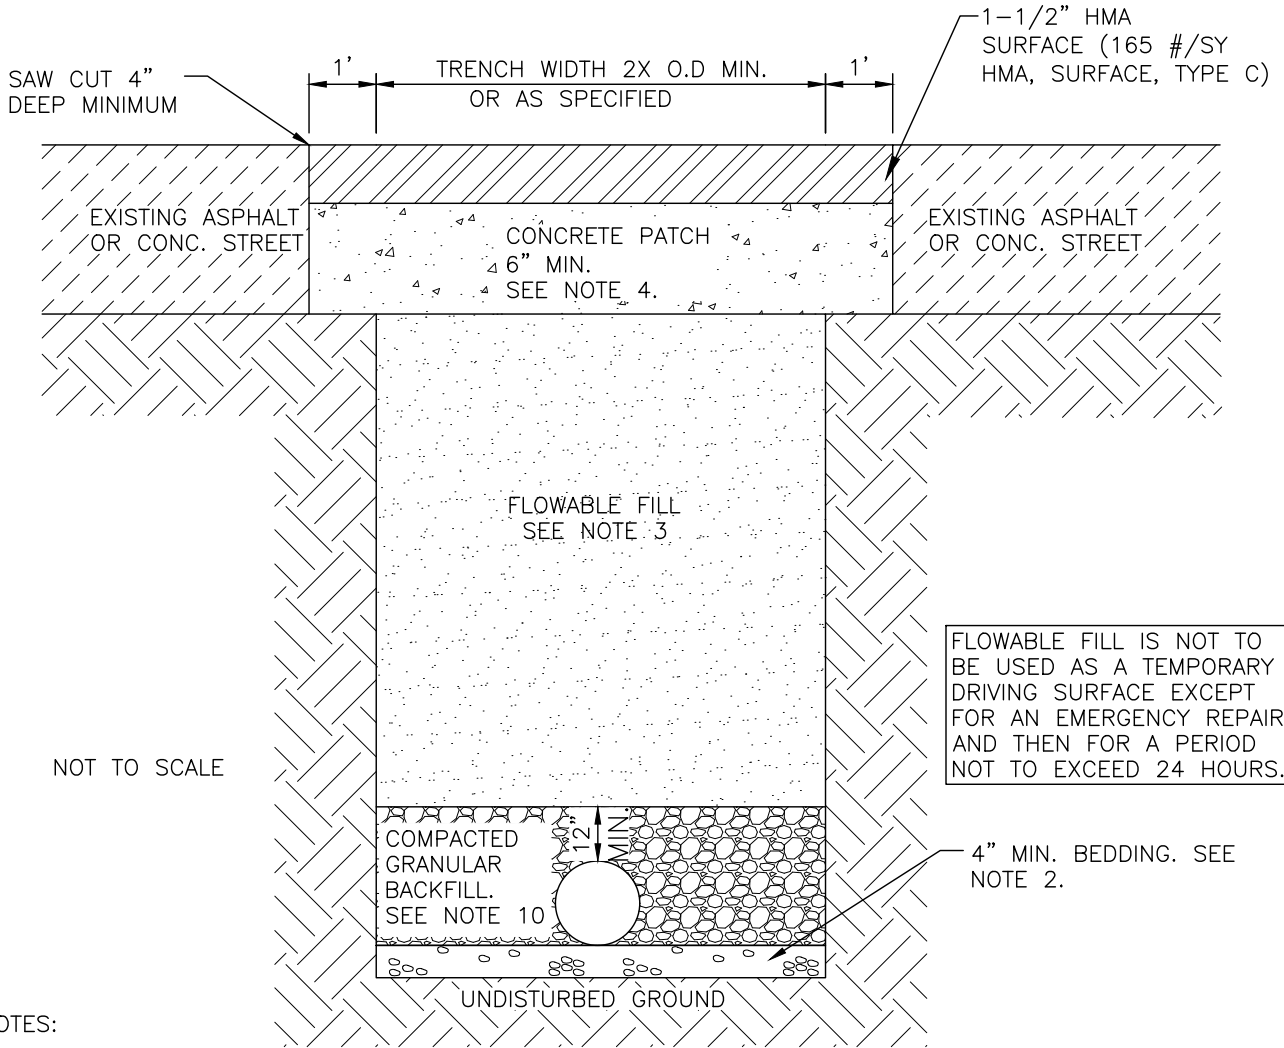 1-1/2" HMA
SURFACE (165 #/SY
HMA, SURFACE, TYPE C)
SAW CUT 4"
DEEP MINIMUM
1'
TRENCH WIDTH 2X O.D MIN.
OR AS SPECIFIED
1'
EXISTING ASPHALT
OR CONC. STREET
CONCRETE PATCH
6" MIN.
SEE NOTE 4.
EXISTING ASPHALT
OR CONC. STREET
FLOWABLE FILL
SEE NOTE 3
FLOWABLE FILL IS NOT TO
BE USED AS A TEMPORARY
DRIVING SURFACE EXCEPT
FOR AN EMERGENCY REPAIR
AND THEN FOR A PERIOD
NOT TO EXCEED 24 HOURS.
NOT TO SCALE
COMPACTED
GRANULAR
BACKFILL.
SEE NOTE 10
12"
MIN.
4" MIN. BEDDING. SEE
NOTE 2.
UNDISTURBED GROUND
OTES: